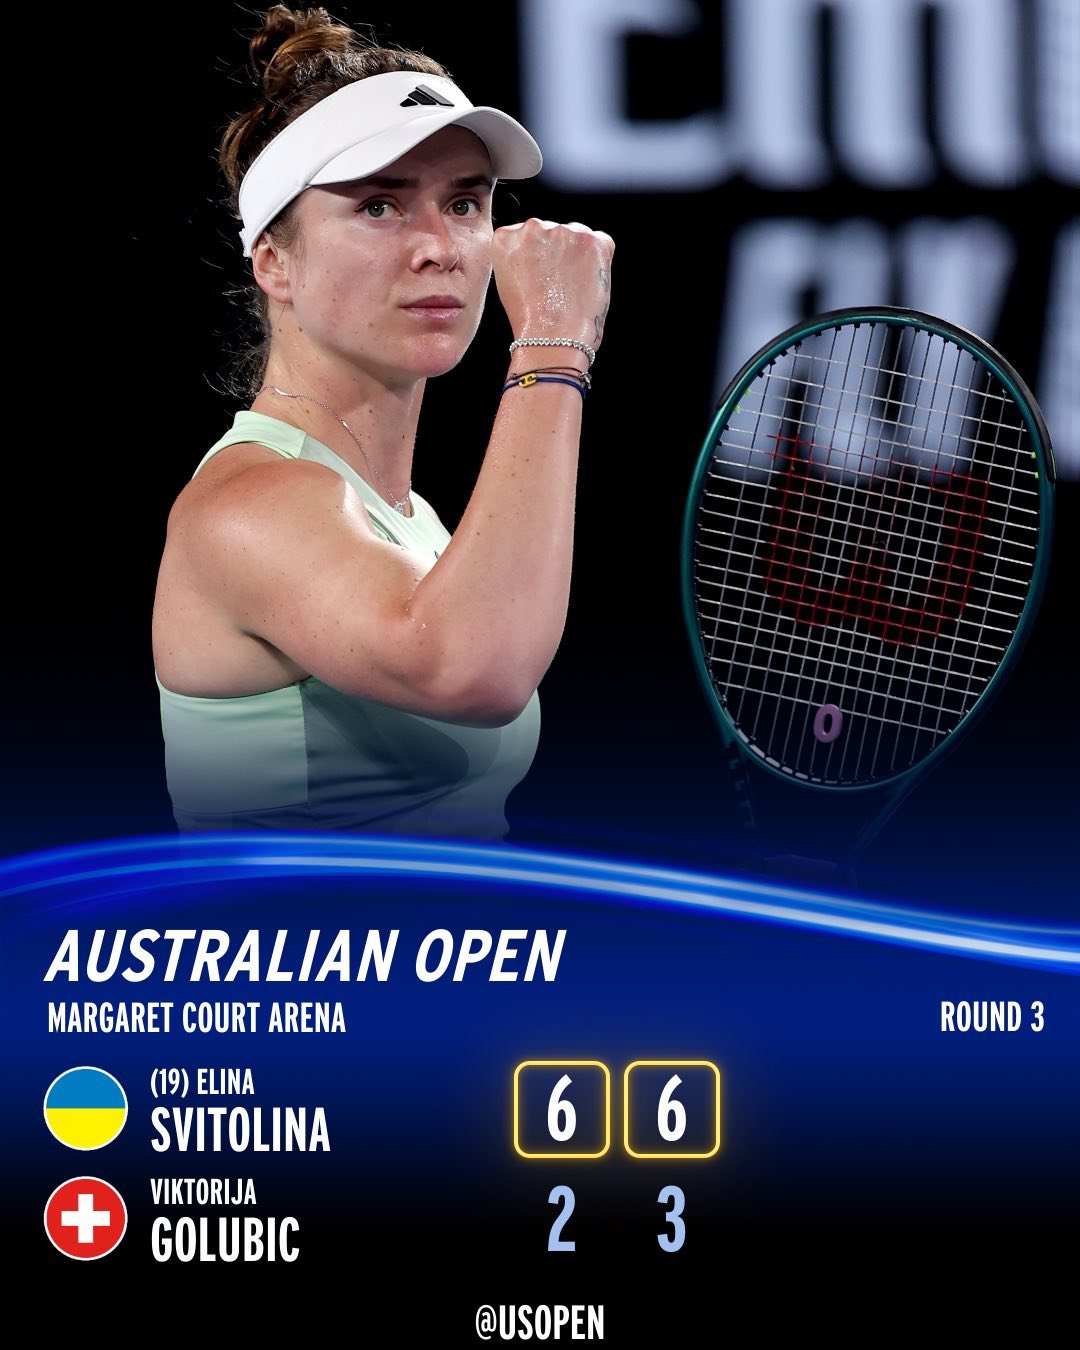 AUSTRALIAN OPEN
MARGARET COURT ARENA
ROUND 3
(19) ELINA
SVITOLINA
6 6
VIKTORIJA
GOLUBIC
2 3
@USOPEN